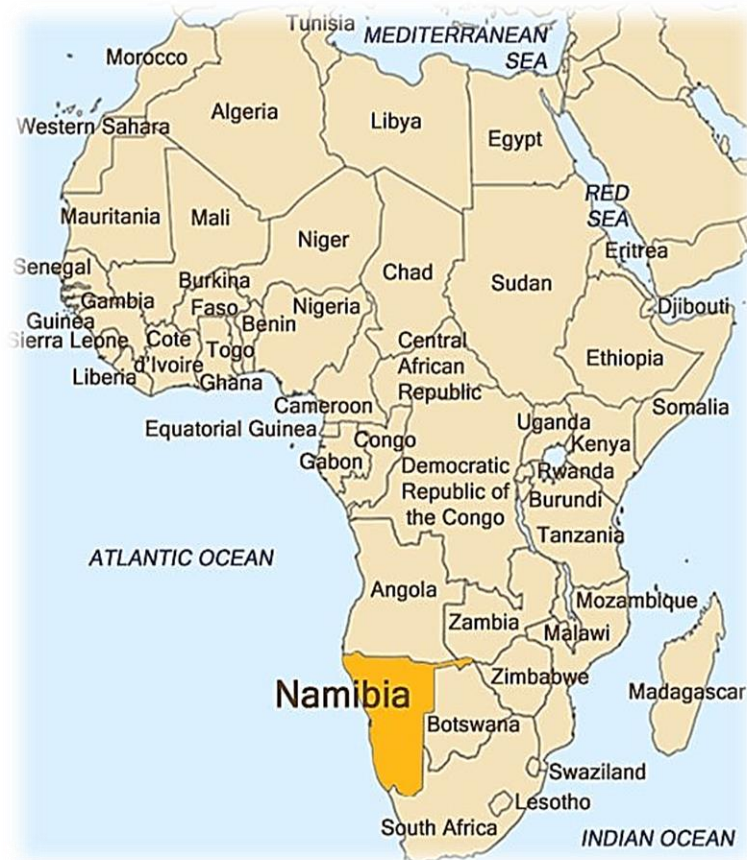 Tunisia
MEDITERRANEAN
SEA
Morocco
Algeria
Libya
Egypt
Western Sahara
RED
SEA
Mauritania
Mali
Niger
Chad
Sudan
Eritrea
Senegal
Gambia
Burkina
Faso
Nigeria
Djibouti
Guinea
Benin
Sierra Leone
Cote
d'Ivoire
Togo
Central
African
Republic
Ethiopia
Liberia
Ghana
Cameroon
Somalia
Equatorial Guinea
Congo
Uganda
Kenya
Gabon
Democratic
Republic of
the Congo
Rwanda
Burundi
Tanzania
ATLANTIC OCEAN
Angola
Zambia
Mozambique
Malawi
Namibia
Zimbabwe
Madagascar
Botswana
Swaziland
Lesotho
South Africa
INDIAN OCEAN